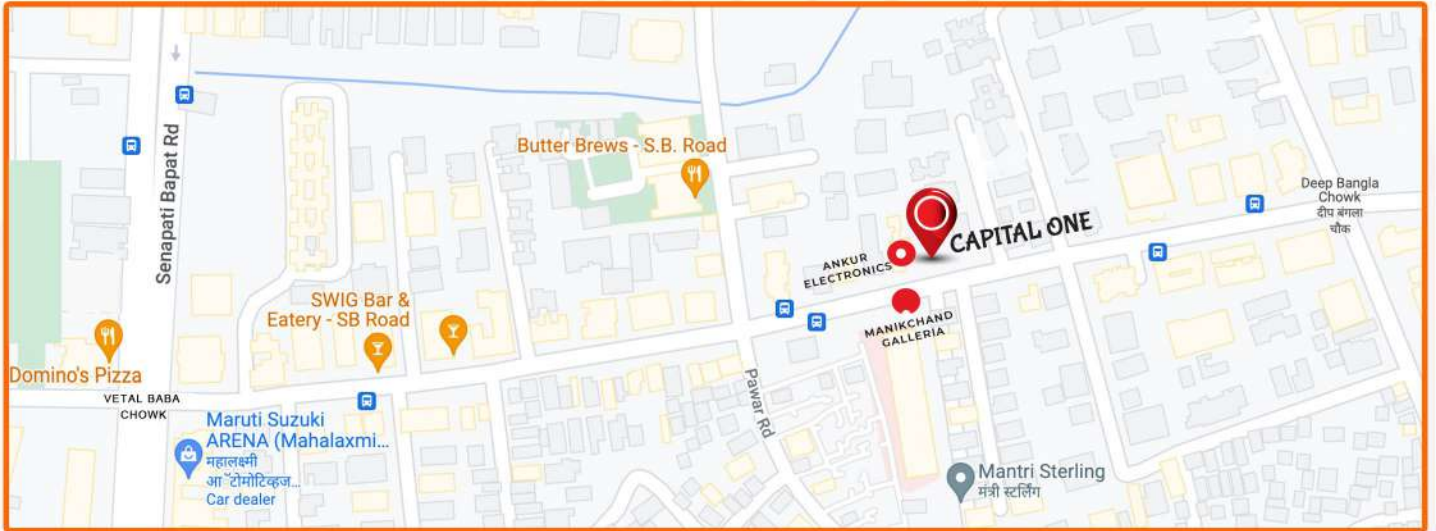 Butter Brews - S.B. Road
Senapati Bapat Rd
Deep Bangla
Chowk
दीप बंगला
चौक
CAPITAL ONE
ANKUR
ELECTRONICS
SWIG Bar &
Eatery - SB Road
MANIKCHAND
GALLERIA
Domino's Pizza
VETAL BABA
CHOWK
Pawar Rd
Maruti Suzuki
ARENA (Mahalaxmi...
महालक्ष्मी
आॅटोमोटिव्हज...
Car dealer
Mantri Sterling
मंत्री स्टर्लिंग